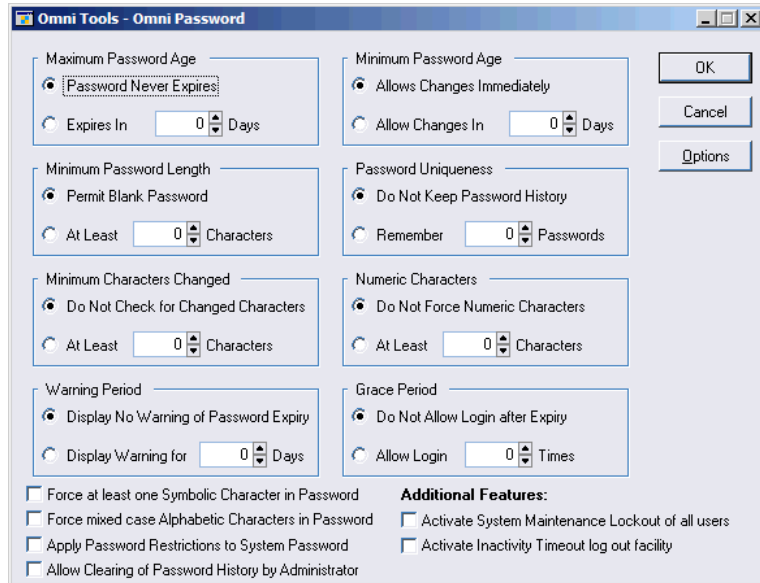 Omni Tools - Omni Password
Maximum Password Age
Password Never Expires
Expires In 0 Days
Minimum Password Age
Allows Changes Immediately
Allow Changes In 0 Days
OK
Cancel
Options
Minimum Password Length
Permit Blank Password
At Least 0 Characters
Password Uniqueness
Do Not Keep Password History
Remember 0 Passwords
Minimum Characters Changed
Do Not Check for Changed Characters
At Least 0 Characters
Numeric Characters
Do Not Force Numeric Characters
At Least 0 Characters
Warning Period
Display No Warning of Password Expiry
Display Warning for 0 Days
Grace Period
Do Not Allow Login after Expiry
Allow Login 0 Times
Force at least one Symbolic Character in Password
Force mixed case Alphabetic Characters in Password
Apply Password Restrictions to System Password
Allow Clearing of Password History by Administrator
Additional Features:
Activate System Maintenance Lockout of all users
Activate Inactivity Timeout log out facility